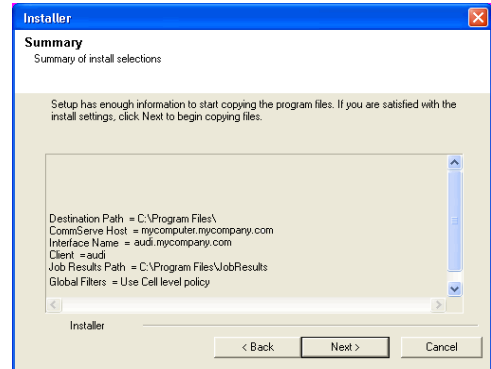 Installer
Summary
Summary of install selections
Setup has enough information to start copying the program files. If you are satisfied with the
install settings, click Next to begin copying files.
Destination Path = C:\Program Files\
CommServe Host = mycomputer.mycompany.com
Interface Name = audi.mycompany.com
Client =audi
Job Results Path = C:\Program Files\JobResults
Global Filters = Use Cell level policy
Installer
< Back Next > Cancel